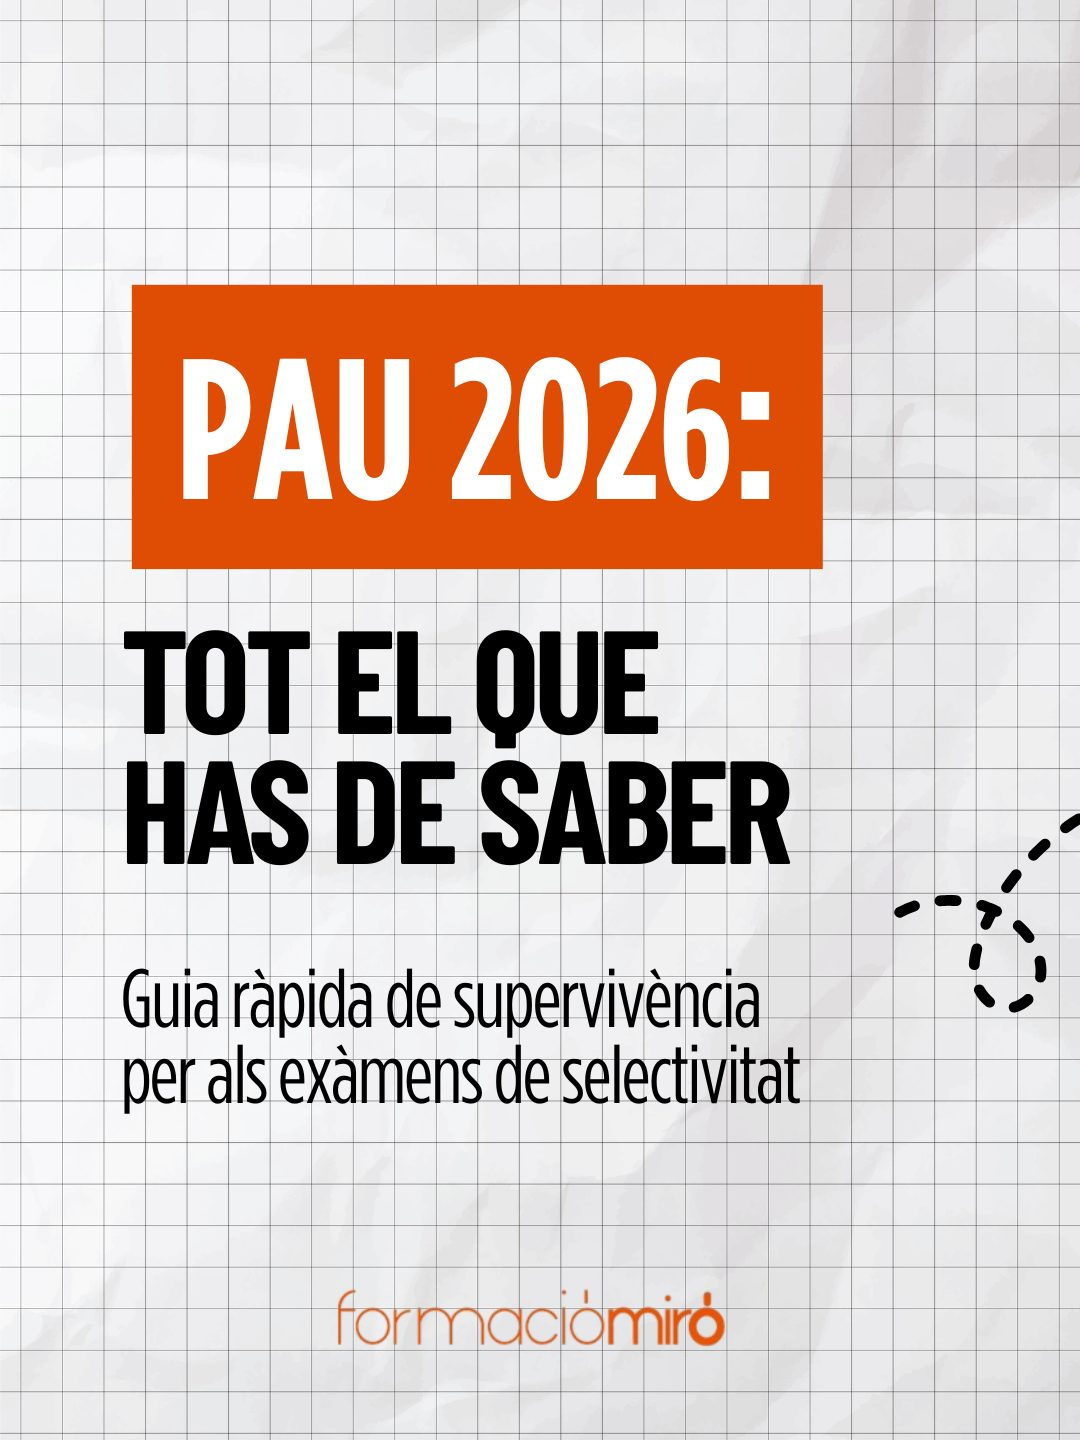 PAU 2026:
TOT EL QUE
HAS DE SABER
Guia ràpida de supervivència
per als exàmens de selectivitat
formaciómiró